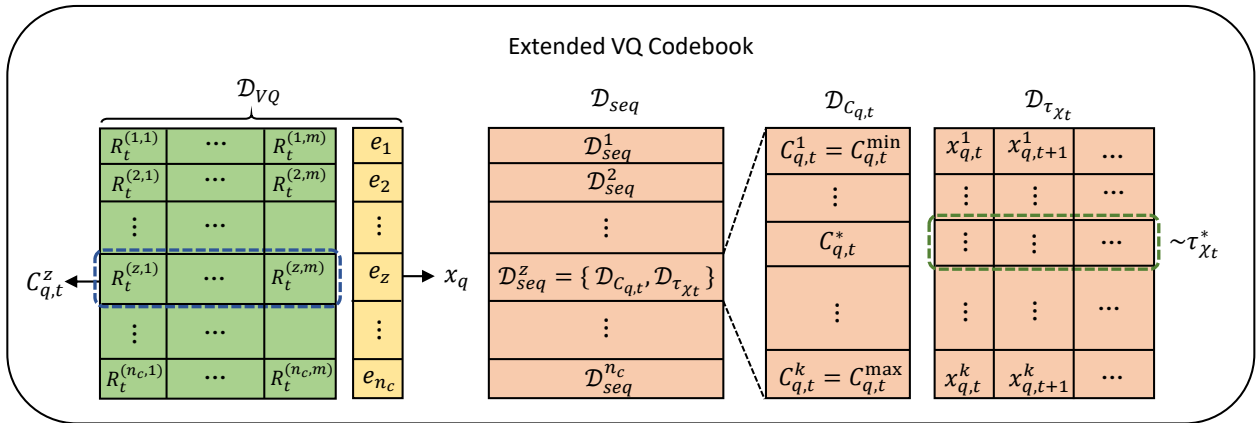 Extended VQ Codebook
𝒟_{VQ} 𝒟_{seq} 𝒟_{C_{q,t}} 𝒟_{τ_{χ_t}}
R_t^{(1,1)} ⋯ R_t^{(1,m)} e_1 𝒟_{seq}^1 C_{q,t}^1 = C_{q,t}^{min} x_{q,t}^1 x_{q,t+1}^1 ...
R_t^{(2,1)} ⋯ R_t^{(2,m)} e_2 𝒟_{seq}^2 ⋮ ⋮ ⋮ ...
⋮ ⋯ ⋮ ⋮ C_{q,t}^* ⋮ ⋮ ... ~τ_{χ_t}^*
C_{q,t}^z R_t^{(z,1)} ⋯ R_t^{(z,m)} e_z x_q 𝒟_{seq}^z = { 𝒟_{C_{q,t}}, 𝒟_{τ_{χ_t}} }
⋮ ⋯ ⋮ ⋮ ⋮ ⋮ ⋮ ...
R_t^{(n_c,1)} ⋯ R_t^{(n_c,m)} e_{n_c} 𝒟_{seq}^{n_c} C_{q,t}^k = C_{q,t}^{max} x_{q,t}^k x_{q,t+1}^k ...